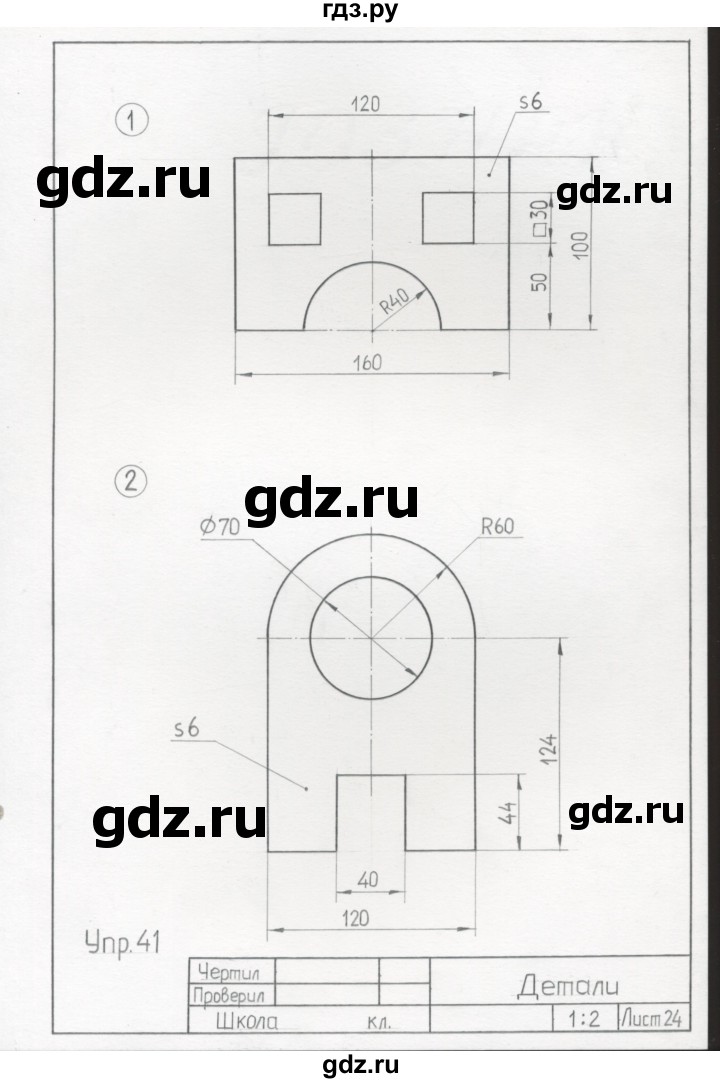 гдз.ру
1
120
s6
gdz.ru
gdz.ru
□30
100
50
R40
160
2
gdz.ru
Ø70
R60
s6
124
gdz.ru
gdz.ru
44
40
120
Упр. 41
Чертил
Проверил
Детали
Школа кл.
1:2 Лист 24
gdz.ru